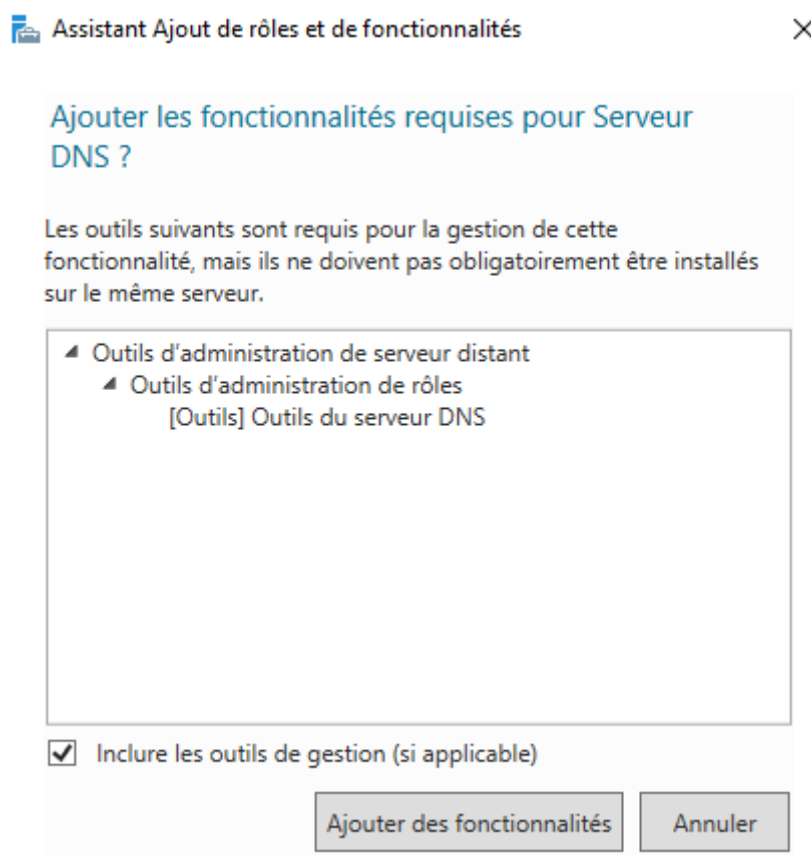 Assistant Ajout de rôles et de fonctionnalités
Ajouter les fonctionnalités requises pour Serveur
DNS ?
Les outils suivants sont requis pour la gestion de cette
fonctionnalité, mais ils ne doivent pas obligatoirement être installés
sur le même serveur.
Outils d’administration de serveur distant
Outils d’administration de rôles
[Outils] Outils du serveur DNS
Inclure les outils de gestion (si applicable)
Ajouter des fonctionnalités
Annuler